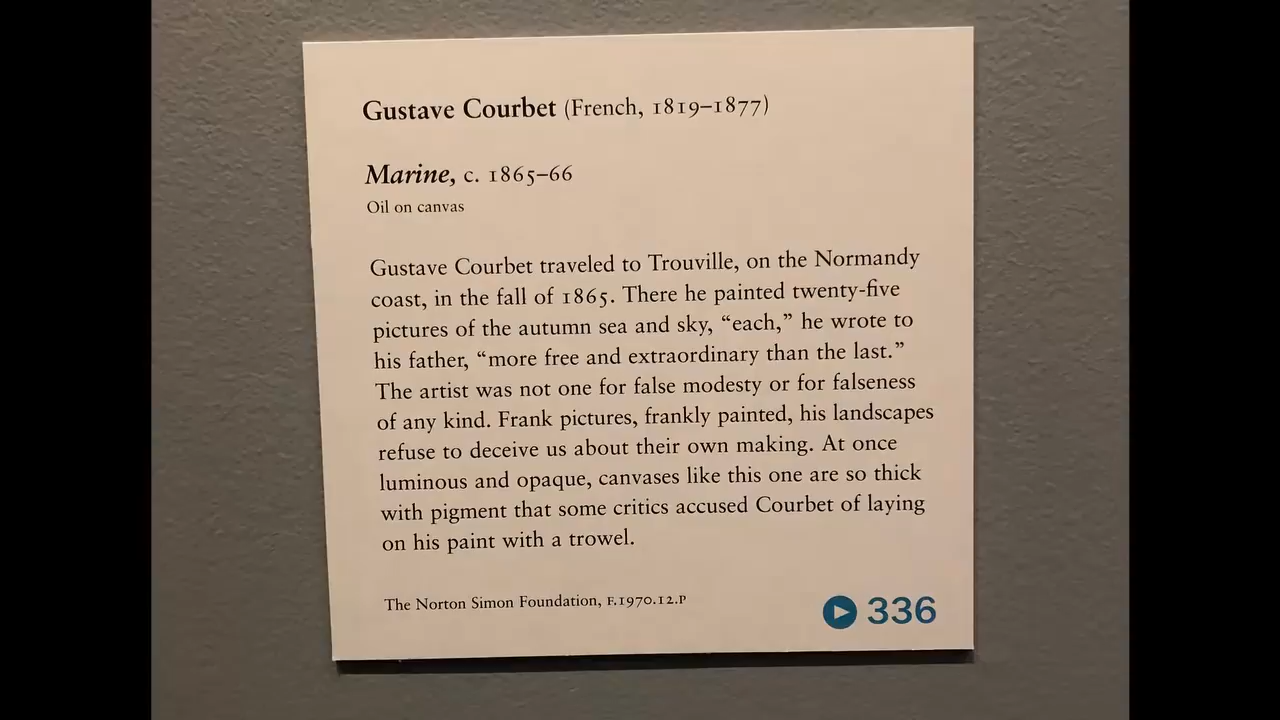 Gustave Courbet (French, 1819–1877)
Marine, c. 1865–66
Oil on canvas
Gustave Courbet traveled to Trouville, on the Normandy
coast, in the fall of 1865. There he painted twenty-five
pictures of the autumn sea and sky, “each,” he wrote to
his father, “more free and extraordinary than the last.”
The artist was not one for false modesty or for falseness
of any kind. Frank pictures, frankly painted, his landscapes
refuse to deceive us about their own making. At once
luminous and opaque, canvases like this one are so thick
with pigment that some critics accused Courbet of laying
on his paint with a trowel.
The Norton Simon Foundation, F.1970.12.P
336